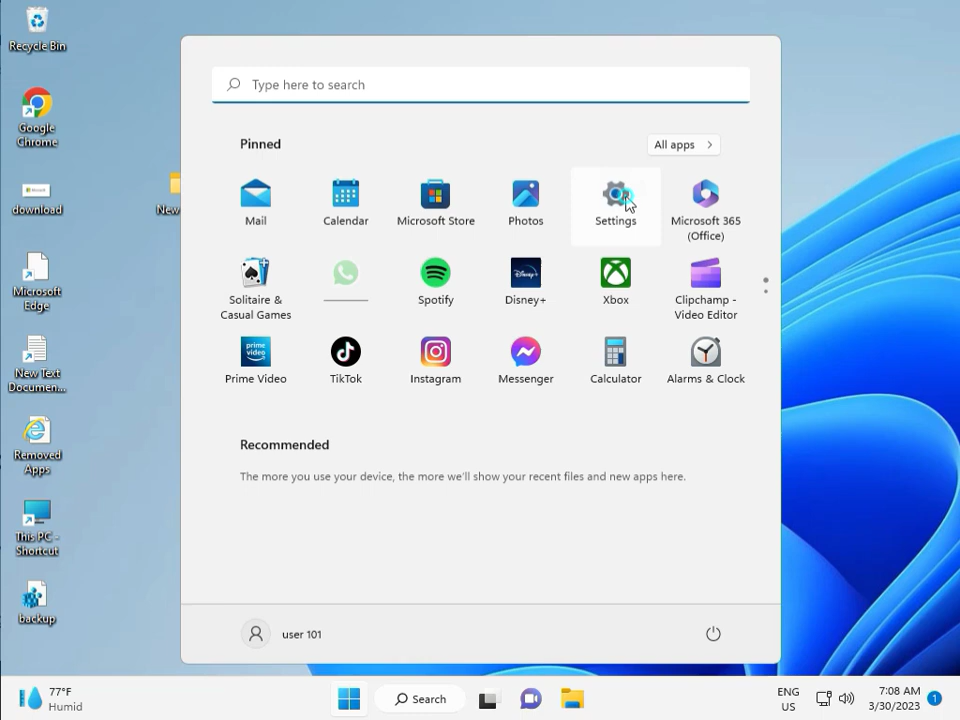 Recycle Bin
Google
Chrome
download
New
Microsoft
Edge
New Text
Documen...
Removed
Apps
This PC -
Shortcut
backup
Type here to search
Pinned
All apps
Mail
Calendar
Microsoft Store
Photos
Settings
Microsoft 365
(Office)
Solitaire &
Casual Games
Spotify
Disney+
Xbox
Clipchamp -
Video Editor
prime
video
Prime Video
TikTok
Instagram
Messenger
Calculator
Alarms & Clock
Recommended
The more you use your device, the more we'll show your recent files and new apps here.
user 101
77°F
Humid
Search
ENG
US
7:08 AM
3/30/2023
1